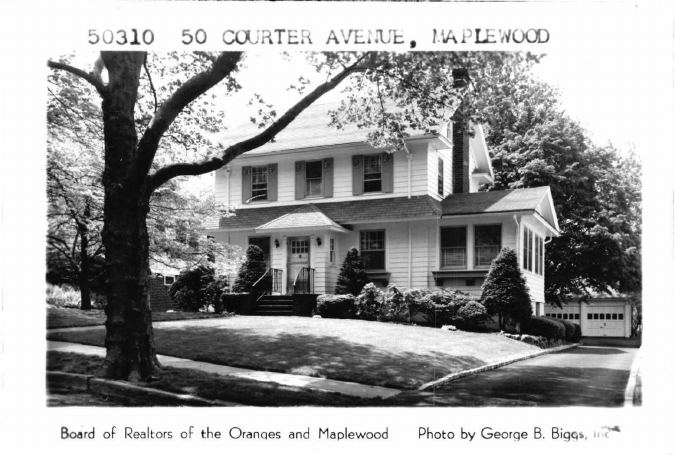 50310 50 COURTER AVENUE, MAPLEWOOD
Board of Realtors of the Oranges and Maplewood Photo by George B. Biggs, Inc